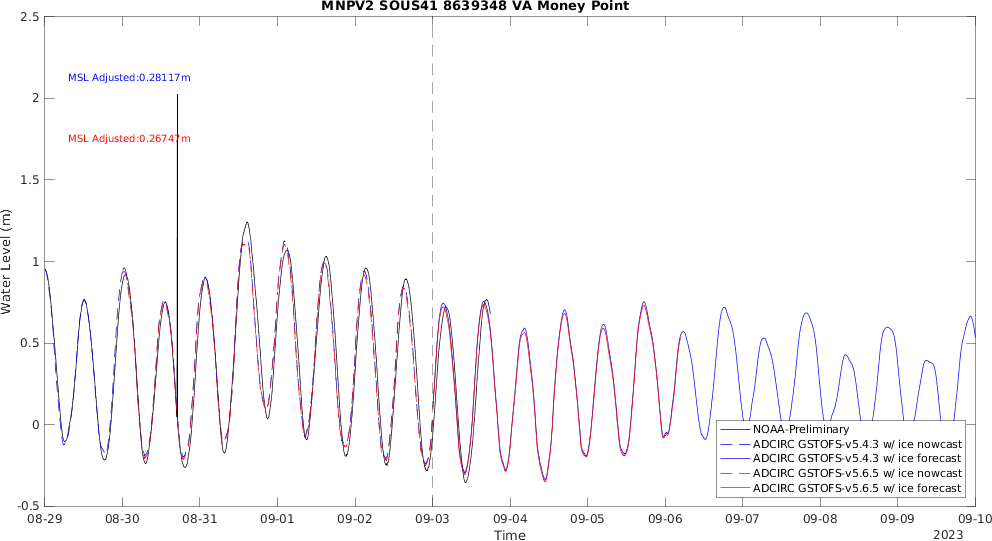 MNPV2 SOUS41 8639348 VA Money Point
2.5
2
1.5
1
0.5
0
-0.5
Water Level (m)
MSL Adjusted:0.28117m
MSL Adjusted:0.26747m
NOAA-Preliminary
ADCIRC GSTOFS-v5.4.3 w/ ice nowcast
ADCIRC GSTOFS-v5.4.3 w/ ice forecast
ADCIRC GSTOFS-v5.6.5 w/ ice nowcast
ADCIRC GSTOFS-v5.6.5 w/ ice forecast
08-29 08-30 08-31 09-01 09-02 09-03 09-04 09-05 09-06 09-07 09-08 09-09 09-10
Time
2023